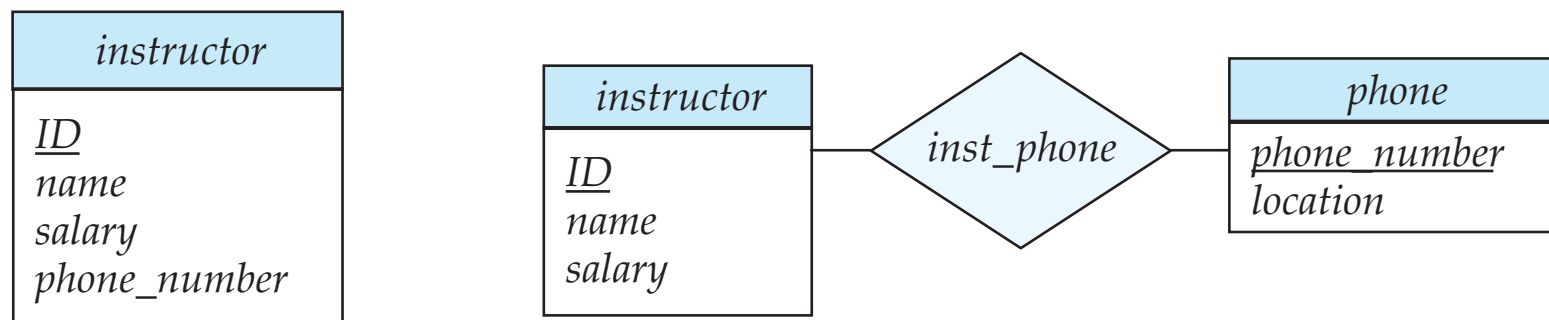 instructor
ID
name
salary
phone_number
instructor
ID
name
salary
inst_phone
phone
phone_number
location